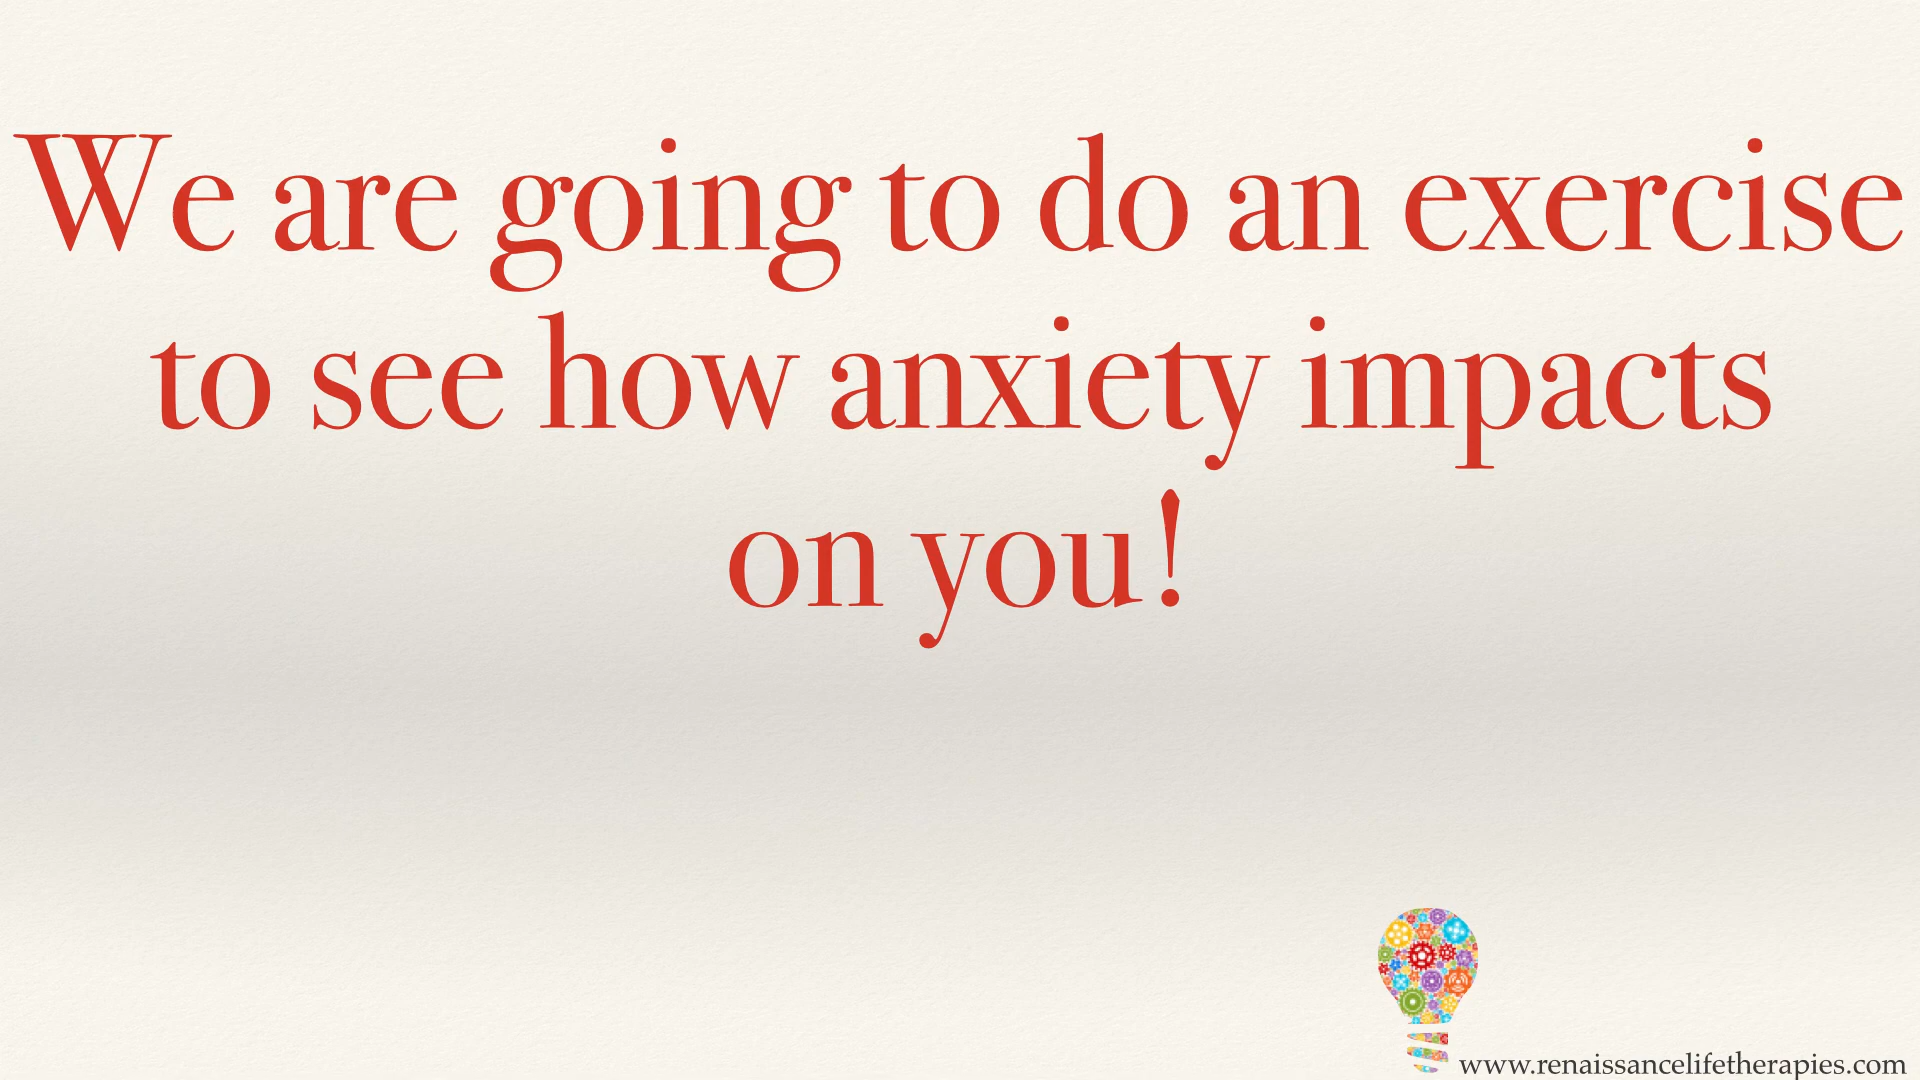 We are going to do an exercise
to see how anxiety impacts
on you!
www.renaissancelifetherapies.com